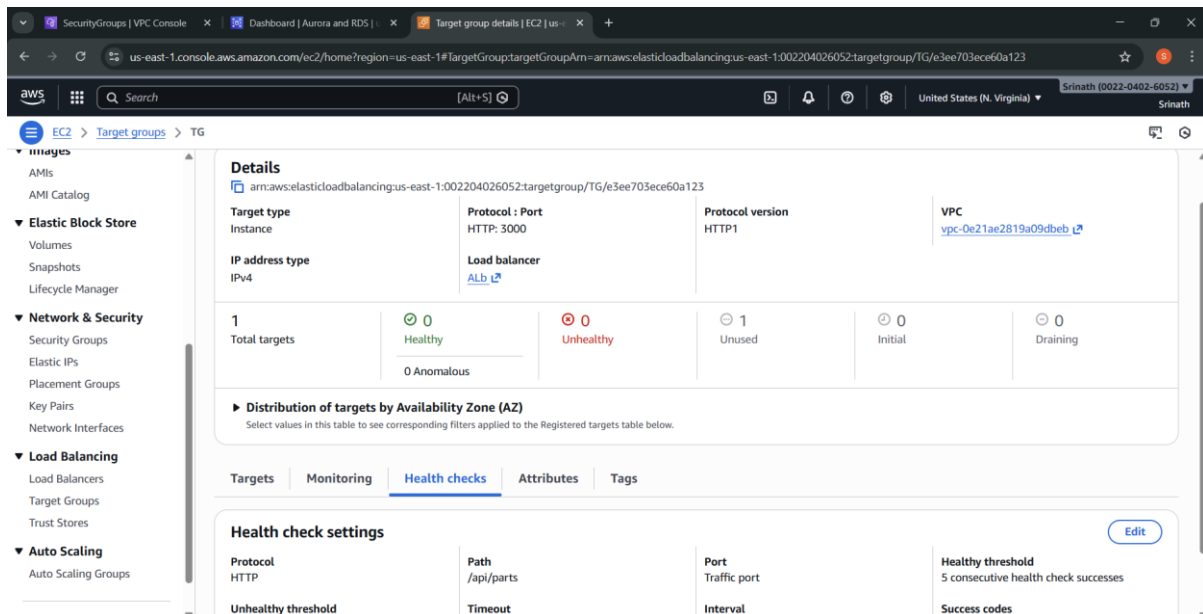 SecurityGroups | VPC Console
Dashboard | Aurora and RDS | u
Target group details | EC2 | us-e
us-east-1.console.aws.amazon.com/ec2/home?region=us-east-1#TargetGroup:targetGroupArn=arn:aws:elasticloadbalancing:us-east-1:002204026052:targetgroup/TG/e3ee703ece60a123
S
aws
Search
[Alt+S]
United States (N. Virginia)
Srinath (0022-0402-6052)
Srinath
EC2 > Target groups > TG
Images
AMIs
AMI Catalog
Elastic Block Store
Volumes
Snapshots
Lifecycle Manager
Network & Security
Security Groups
Elastic IPs
Placement Groups
Key Pairs
Network Interfaces
Load Balancing
Load Balancers
Target Groups
Trust Stores
Auto Scaling
Auto Scaling Groups
Details
arn:aws:elasticloadbalancing:us-east-1:002204026052:targetgroup/TG/e3ee703ece60a123
Target type
Instance
Protocol : Port
HTTP: 3000
Protocol version
HTTP1
VPC
vpc-0e21ae2819a09dbeb
IP address type
IPv4
Load balancer
ALb
1
Total targets
0
Healthy
0 Anomalous
0
Unhealthy
1
Unused
0
Initial
0
Draining
Distribution of targets by Availability Zone (AZ)
Select values in this table to see corresponding filters applied to the Registered targets table below.
Targets
Monitoring
Health checks
Attributes
Tags
Health check settings
Edit
Protocol
HTTP
Path
/api/parts
Port
Traffic port
Healthy threshold
5 consecutive health check successes
Unhealthy threshold
Timeout
Interval
Success codes